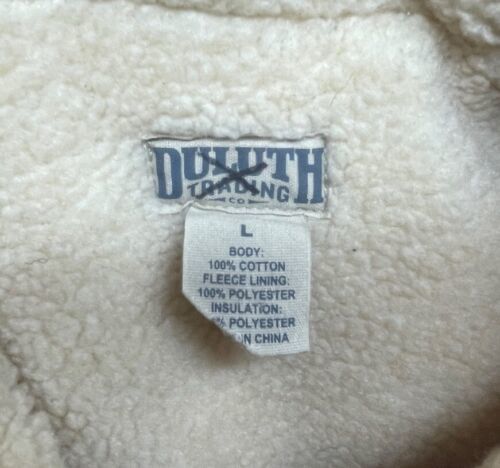 DULUTH
TRADING
CO
L
BODY:
100% COTTON
FLEECE LINING:
100% POLYESTER
INSULATION:
% POLYESTER
N CHINA